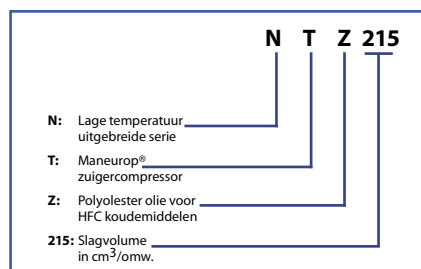 N T Z 215
N: Lage temperatuur
uitgebreide serie
T: Maneurop®
zuigercompressor
Z: Polyolester olie voor
HFC koudemiddelen
215: Slagvolume
in cm³/omw.